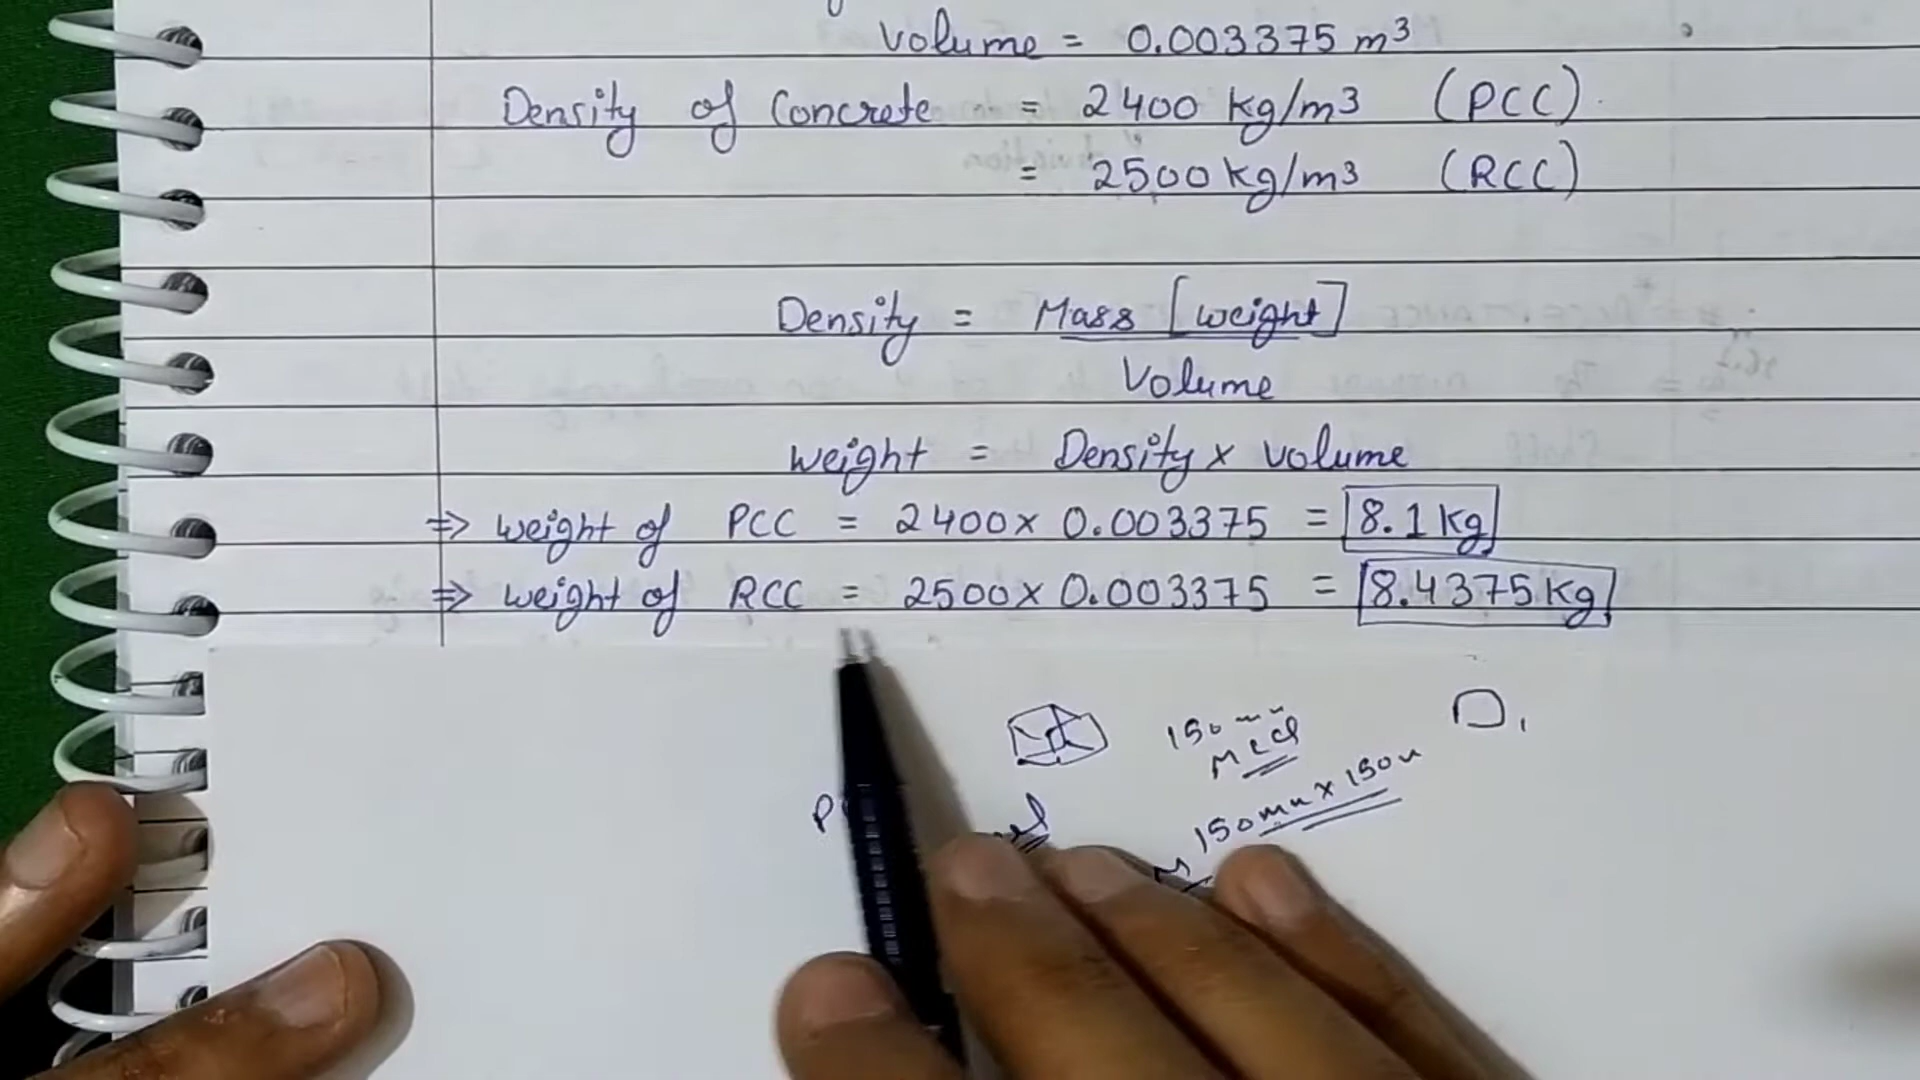 Volume = 0.003375 m3
Density of Concrete = 2400 kg/m3 (PCC)
= 2500 kg/m3 (RCC)
Density = Mass [weight]
Volume
weight = Density x volume
=> weight of PCC = 2400 x 0.003375 = 8.1 kg
=> weight of RCC = 2500 x 0.003375 = 8.4375 kg
150
150mm x 150